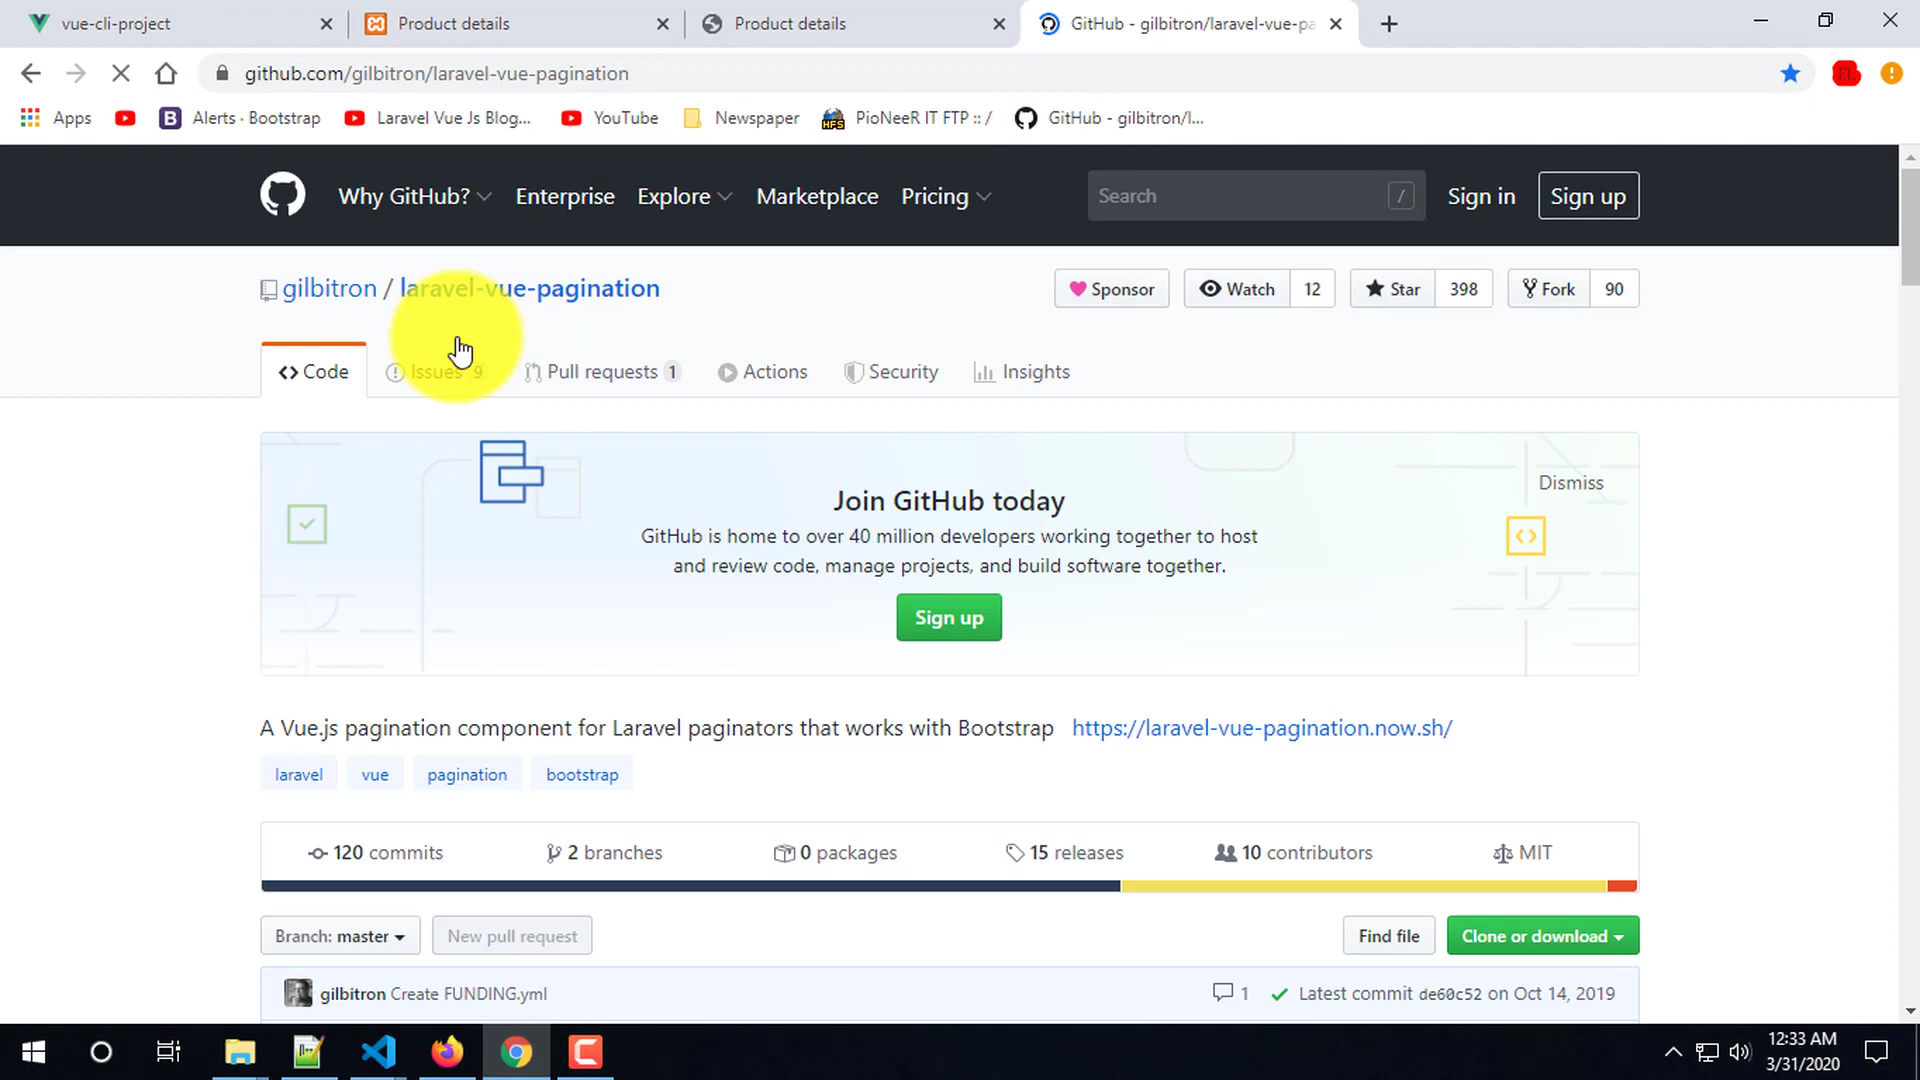 vue-cli-project
Product details
Product details
GitHub - gilbitron/laravel-vue-pa
github.com/gilbitron/laravel-vue-pagination
EL
Apps
B Alerts · Bootstrap
Laravel Vue Js Blog...
YouTube
Newspaper
HFS PioNeeR IT FTP :: /
GitHub - gilbitron/l...
Why GitHub? Enterprise Explore Marketplace Pricing
Search /
Sign in
Sign up
gilbitron / laravel-vue-pagination
Sponsor
Watch 12
Star 398
Fork 90
Code
Issues 9
Pull requests 1
Actions
Security
Insights
Join GitHub today
Dismiss
GitHub is home to over 40 million developers working together to host
and review code, manage projects, and build software together.
Sign up
A Vue.js pagination component for Laravel paginators that works with Bootstrap https://laravel-vue-pagination.now.sh/
laravel vue pagination bootstrap
120 commits
2 branches
0 packages
15 releases
10 contributors
MIT
Branch: master
New pull request
Find file
Clone or download
gilbitron Create FUNDING.yml
1
Latest commit de60c52 on Oct 14, 2019
12:33 AM
3/31/2020